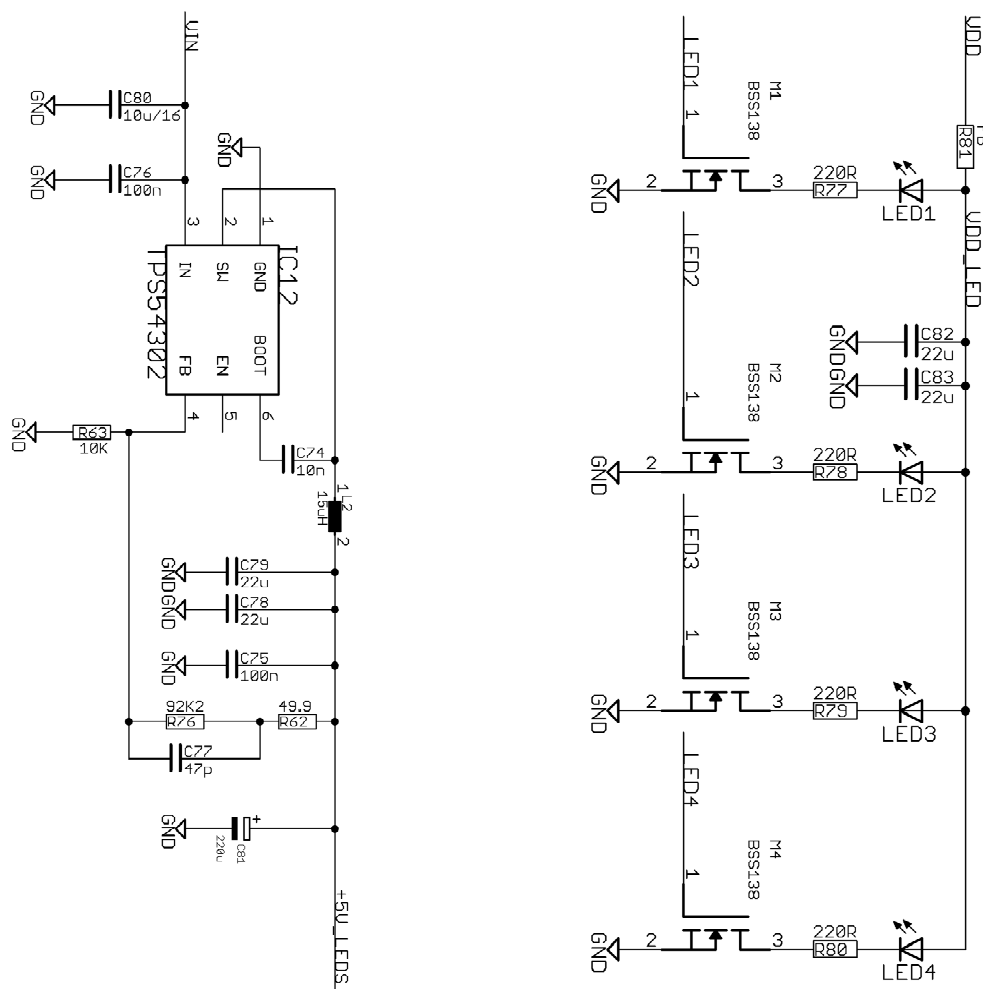 VIN
GND
C80
10u/16
GND
C76
100n
GND
3
2
1
IN
SW
GND
IC12
TPS54302
FB
EN
BOOT
4
5
6
GND
R63
10K
C74
10n
1
L2
15uH
2
GND
C79
22u
GND
C78
22u
GND
C75
100n
92K2
R76
49.9
R62
C77
47p
GND
+
C81
220u
+5V_LEDS
LED1
1
M1
BSS138
GND
2
3
220R
R77
LED1
VDD
R81
VDD_LED
LED2
1
M2
BSS138
GND
C82
22u
GND
C83
22u
GND
2
3
220R
R78
LED2
LED3
1
M3
BSS138
GND
2
3
220R
R79
LED3
LED4
1
M4
BSS138
GND
2
3
220R
R80
LED4